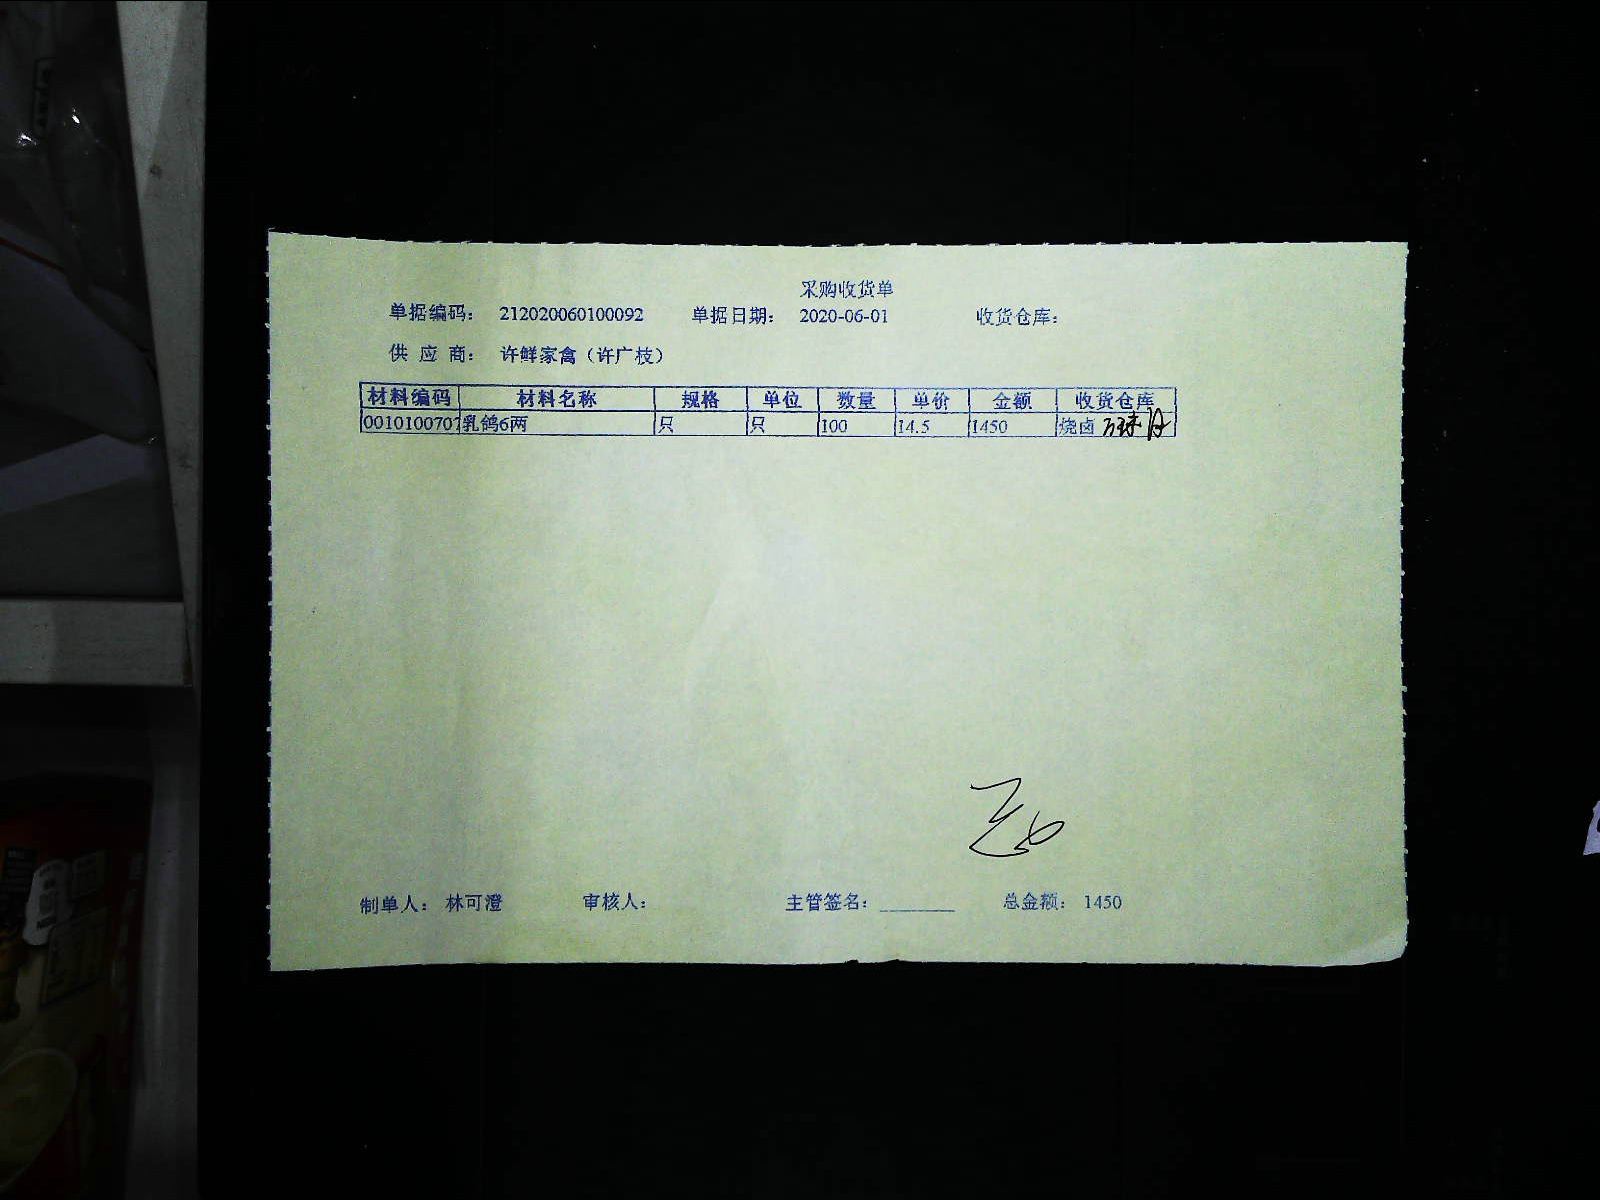 采购收货单
单据编码： 212020060100092 单据日期： 2020-06-01 收货仓库：
供 应 商： 许鲜家禽（许广枝）
材料编码 材料名称 规格 单位 数量 单价 金额 收货仓库
0010100707 乳鸽6两 只 只 100 14.5 1450 烧卤
制单人： 林可澄 审核人： 主管签名：________ 总金额： 1450